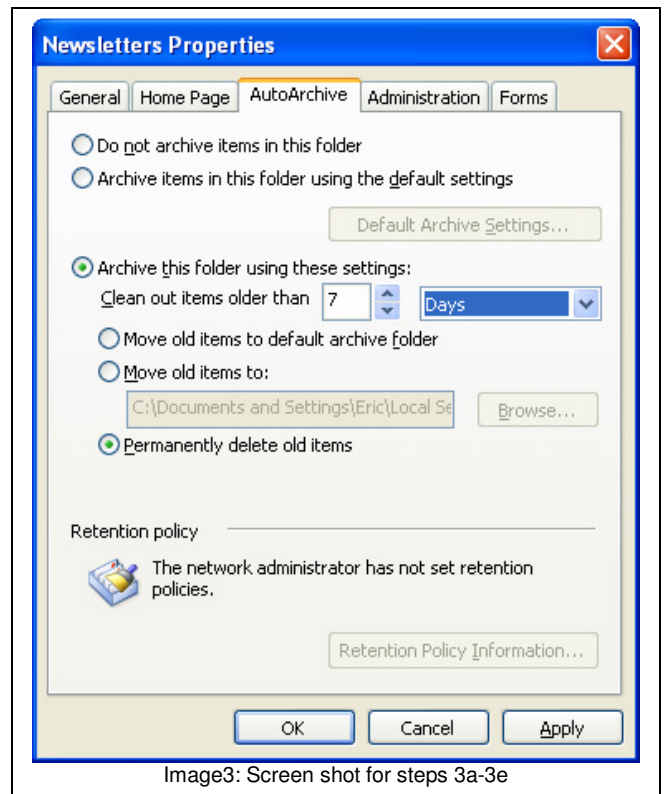 Newsletters Properties
General Home Page AutoArchive Administration Forms
Do not archive items in this folder
Archive items in this folder using the default settings
Default Archive Settings...
Archive this folder using these settings:
Clean out items older than 7 Days
Move old items to default archive folder
Move old items to:
C:\Documents and Settings\Eric\Local Se Browse...
Permanently delete old items
Retention policy
The network administrator has not set retention
policies.
Retention Policy Information...
OK Cancel Apply
Image3: Screen shot for steps 3a-3e